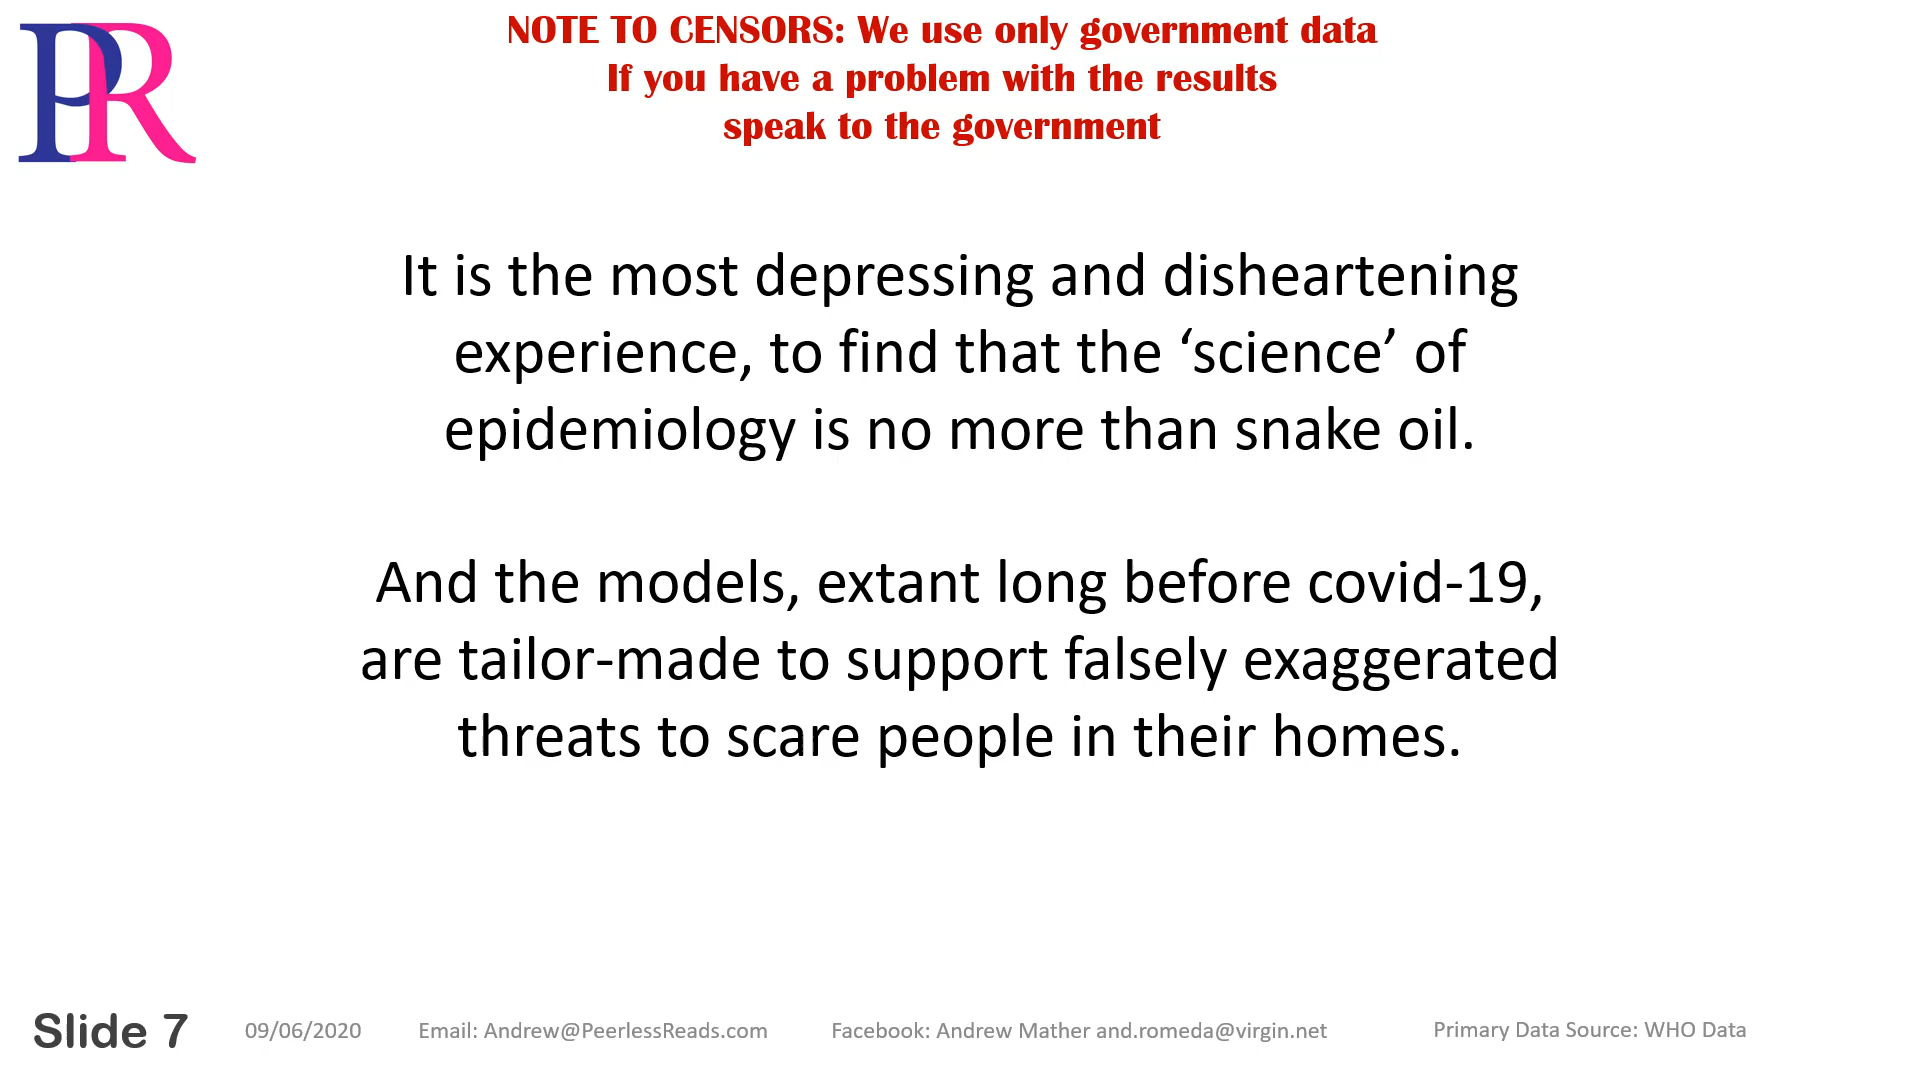 PR
NOTE TO CENSORS: We use only government data
If you have a problem with the results
speak to the government
It is the most depressing and disheartening
experience, to find that the ‘science’ of
epidemiology is no more than snake oil.
And the models, extant long before covid-19,
are tailor-made to support falsely exaggerated
threats to scare people in their homes.
Slide 7 09/06/2020 Email: Andrew@PeerlessReads.com Facebook: Andrew Mather and.romeda@virgin.net Primary Data Source: WHO Data